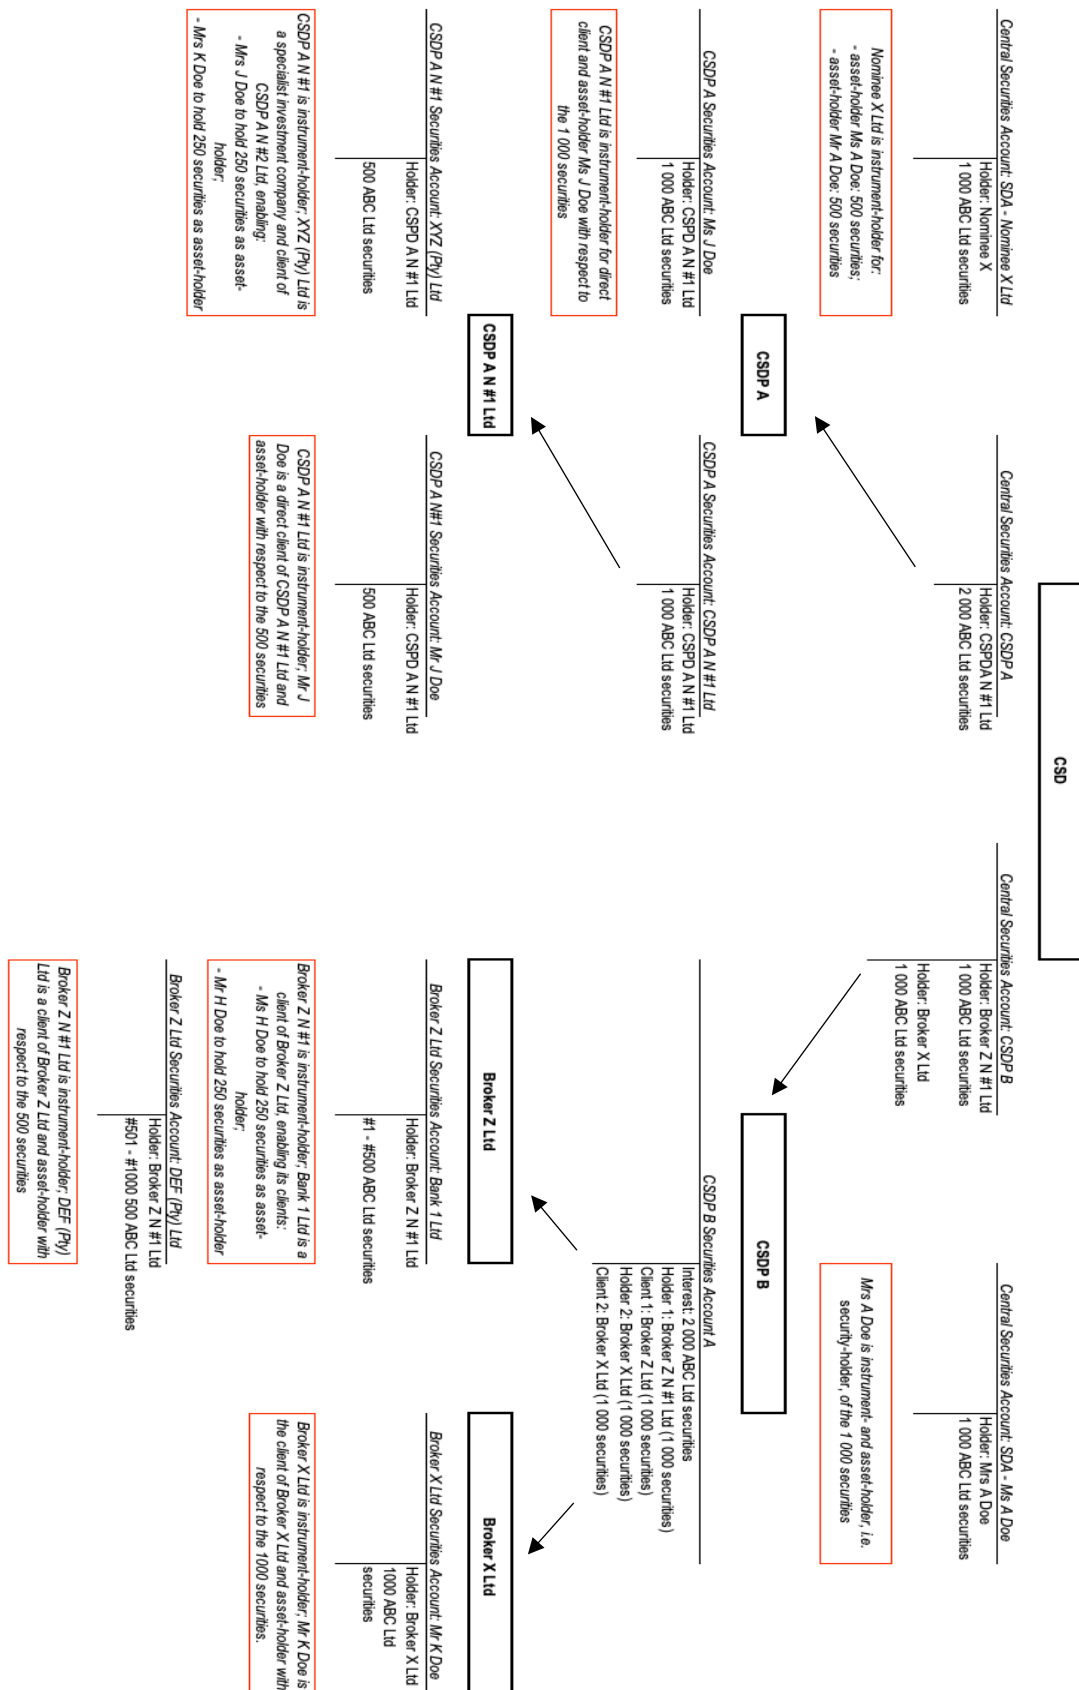 CSD
Central Securities Account: SDA - Nominee X Ltd
Holder: Nominee X
1 000 ABC Ltd securities
Nominee X Ltd is instrument-holder for:
- asset-holder Ms A Doe: 500 securities;
- asset-holder Mr A Doe: 500 securities
Central Securities Account: CSDP A
Holder: CSPDA N #1 Ltd
2 000 ABC Ltd securities
Central Securities Account: CSDP B
Holder: Broker Z N #1 Ltd
1 000 ABC Ltd securities
Holder: Broker X Ltd
1 000 ABC Ltd securities
Central Securities Account: SDA - Ms A Doe
Holder: Mrs A Doe
1 000 ABC Ltd securities
Mrs A Doe is instrument- and asset-holder, i.e.
security-holder, of the 1 000 securities
CSDP A
CSDP B
CSDP A Securities Account: Ms J Doe
Holder: CSPD A N #1 Ltd
1 000 ABC Ltd securities
CSDP A N #1 Ltd is instrument-holder for direct
client and asset-holder Ms J Doe with respect to
the 1 000 securities
CSDP A Securities Account: CSDP A N #1 Ltd
Holder: CSPD A N #1 Ltd
1 000 ABC Ltd securities
CSDP B Securities Account A
Interest: 2 000 ABC Ltd securities
Holder 1: Broker Z N #1 Ltd (1 000 securities)
Client 1: Broker Z Ltd (1 000 securities)
Holder 2: Broker X Ltd (1 000 securities)
Client 2: Broker X Ltd (1 000 securities)
CSDP A N #1 Ltd
Broker Z Ltd
Broker X Ltd
CSDP A N #1 Securities Account: XYZ (Pty) Ltd
Holder: CSPD A N #1 Ltd
500 ABC Ltd securities
CSDP A N #1 is instrument-holder; XYZ (Pty) Ltd is
a specialist investment company and client of
CSDP A N #2 Ltd, enabling:
- Mrs J Doe to hold 250 securities as asset-
holder;
- Mrs K Doe to hold 250 securities as asset-holder
CSDP A N#1 Securities Account: Mr J Doe
Holder: CSPD A N #1 Ltd
500 ABC Ltd securities
CSDP A N #1 Ltd is instrument-holder; Mr J
Doe is a direct client of CSDP A N #1 Ltd and
asset-holder with respect to the 500 securities
Broker Z Ltd Securities Account: Bank 1 Ltd
Holder: Broker Z N #1 Ltd
#1 - #500 ABC Ltd securities
Broker Z N #1 is instrument-holder; Bank 1 Ltd is a
client of Broker Z Ltd, enabling its clients:
- Ms H Doe to hold 250 securities as asset-
holder;
- Mr H Doe to hold 250 securities as asset-holder
Broker Z Ltd Securities Account: DEF (Pty) Ltd
Holder: Broker Z N #1 Ltd
#501 - #1000 500 ABC Ltd securities
Broker Z N #1 Ltd is instrument-holder; DEF (Pty)
Ltd is a client of Broker Z Ltd and asset-holder with
respect to the 500 securities
Broker X Ltd Securities Account: Mr K Doe
Holder: Broker X Ltd
1000 ABC Ltd
securities
Broker X Ltd is instrument-holder; Mr K Doe is
the client of Broker X Ltd and asset-holder with
respect to the 1000 securities.